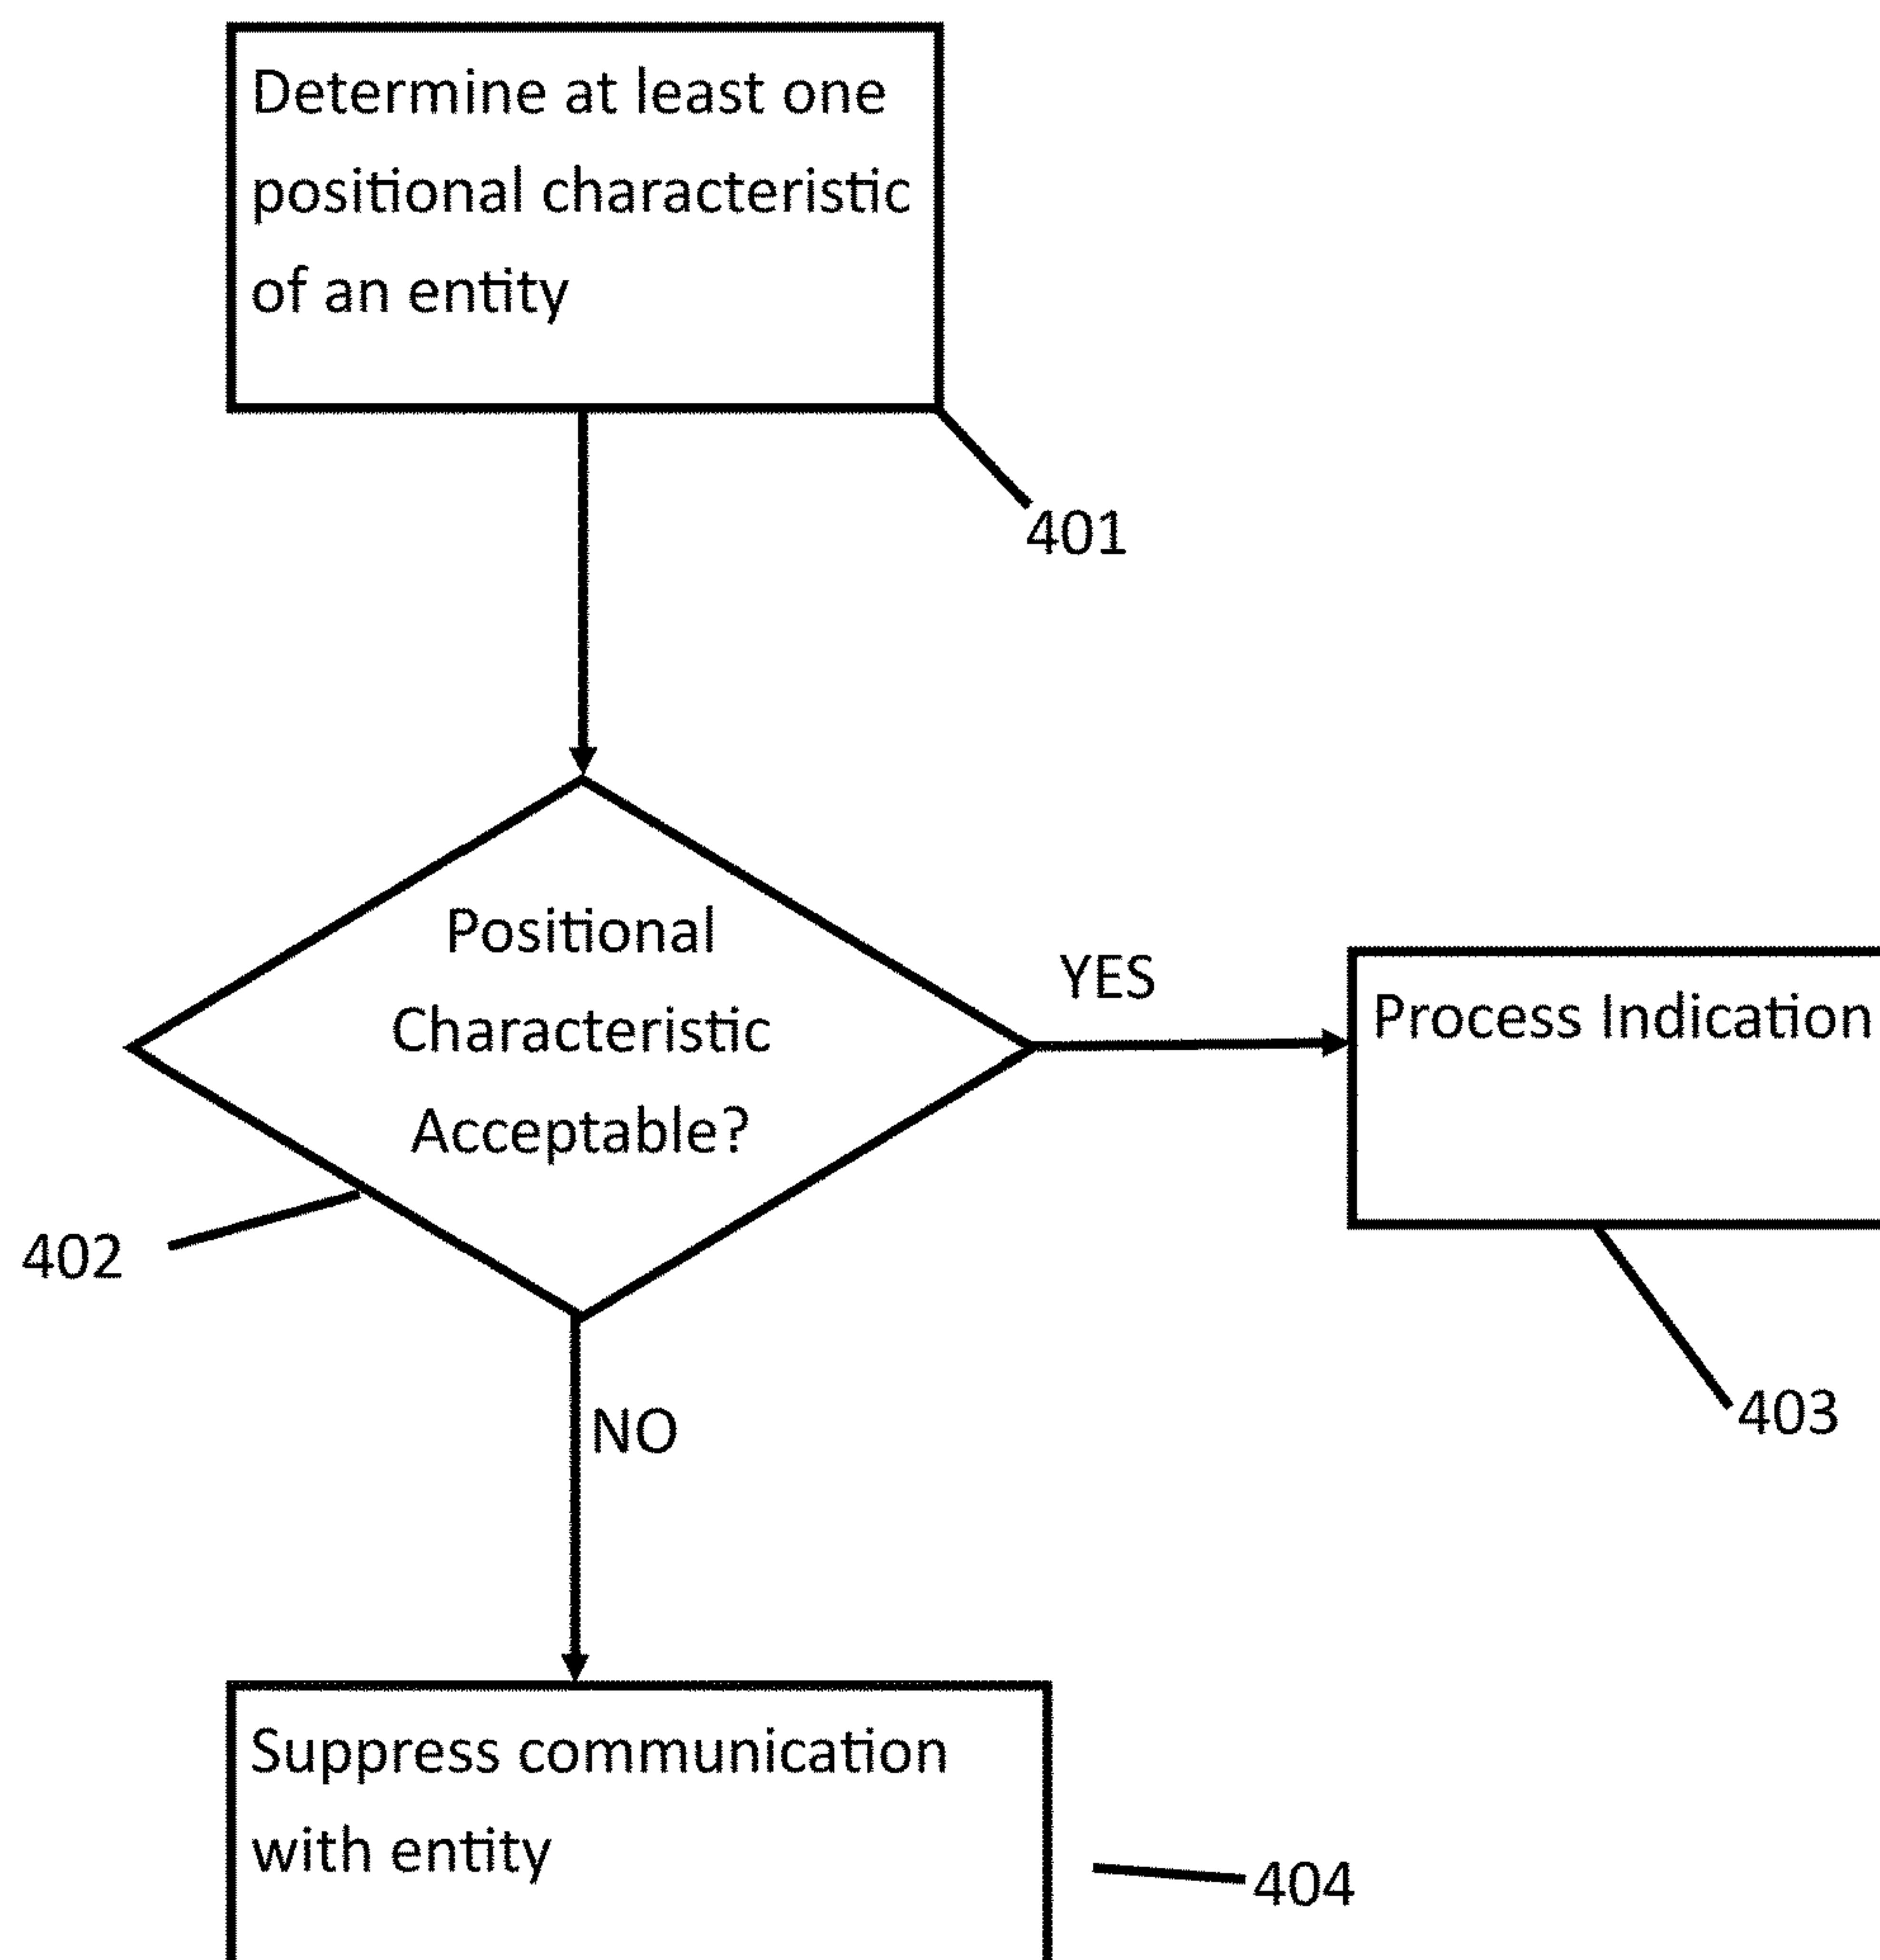 Determine at least one
positional characteristic
of an entity
401
Positional
Characteristic
Acceptable?
YES
Process Indication
402
403
NO
Suppress communication
with entity
404